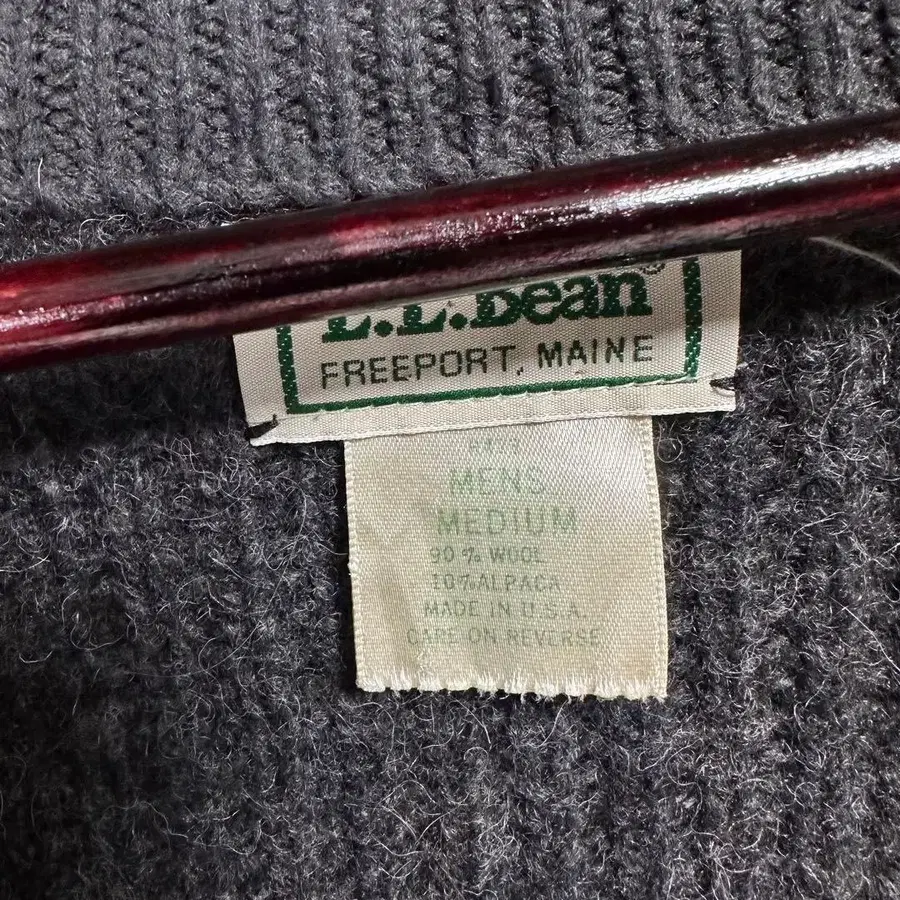 L.L.Bean®
FREEPORT, MAINE
MENS
MEDIUM
90% WOOL
10% ALPACA
MADE IN U.S.A.
CARE ON REVERSE